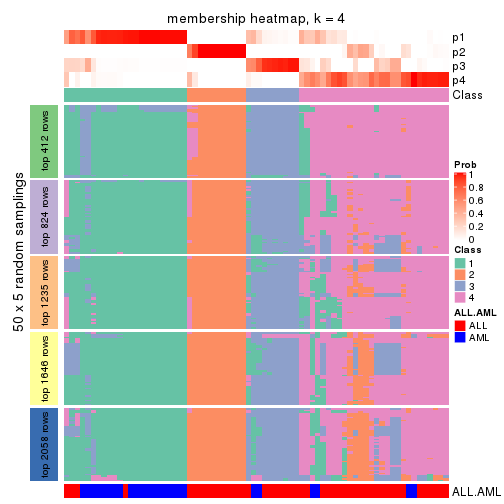 membership heatmap, k = 4
p1
p2
p3
p4
Class
50 x 5 random samplings
top 412 rows
top 824 rows
top 1235 rows
top 1646 rows
top 2058 rows
Prob
1
0.8
0.6
0.4
0.2
0
Class
1
2
3
4
ALL.AML
ALL
AML
ALL.AML